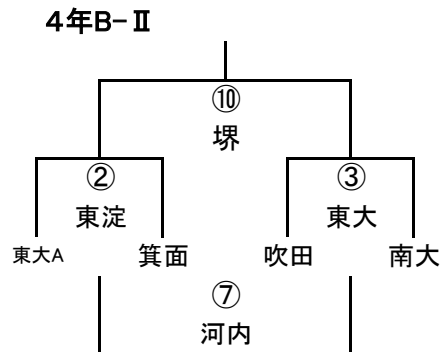 4年B-Ⅱ
⑩
堺
② ③
東淀 東大
東大A 箕面 吹田 南大
⑦
河内